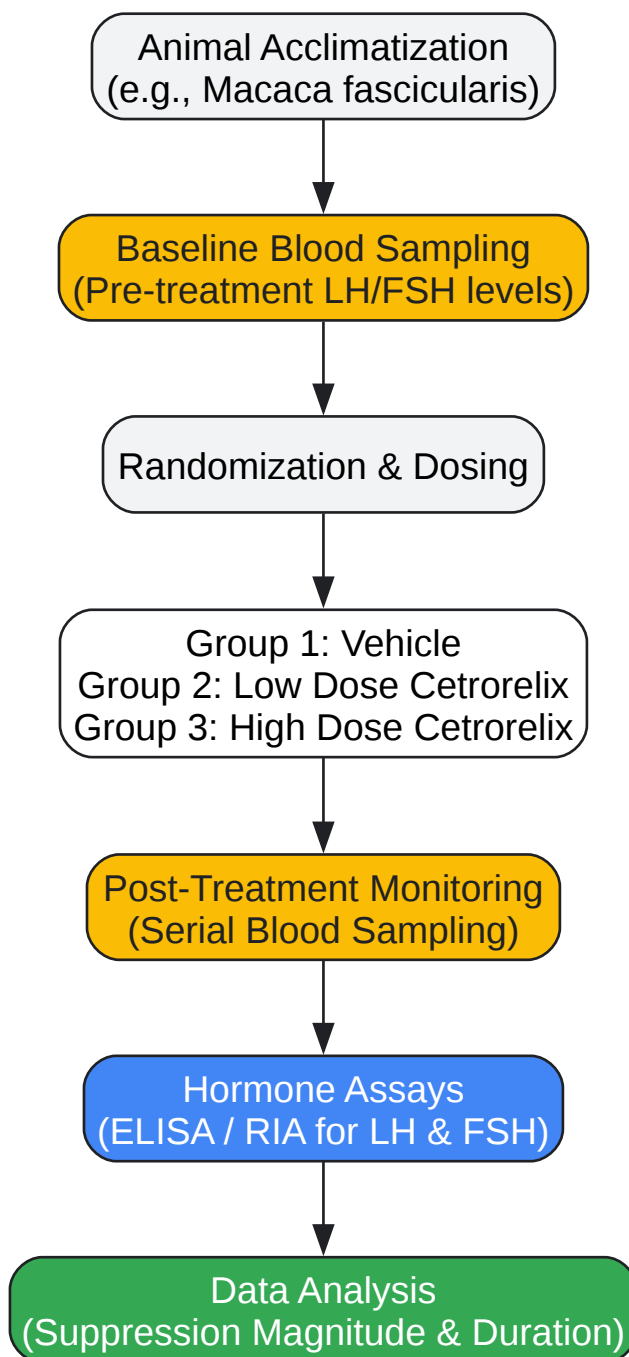 Animal Acclimatization
(e.g., Macaca fascicularis)
Baseline Blood Sampling
(Pre-treatment LH/FSH levels)
Randomization & Dosing
Group 1: Vehicle
Group 2: Low Dose Cetrorelix
Group 3: High Dose Cetrorelix
Post-Treatment Monitoring
(Serial Blood Sampling)
Hormone Assays
(ELISA / RIA for LH & FSH)
Data Analysis
(Suppression Magnitude & Duration)